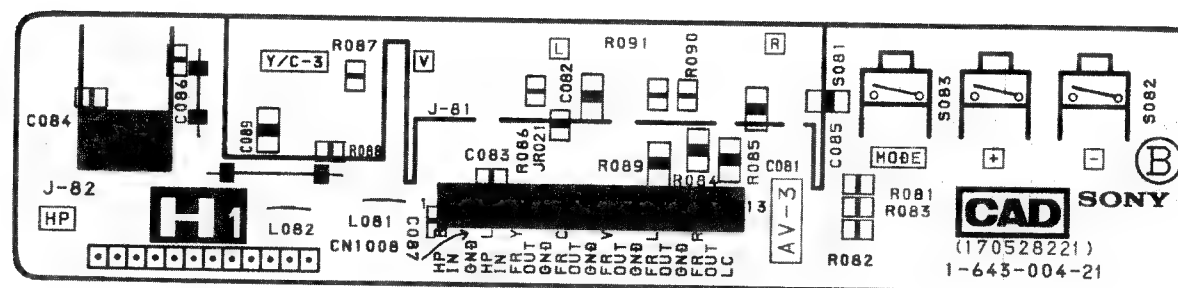 R087
Y/C-3
V
L
R091
R090
R
S081
C086
C082
S083
S082
C084
C089
J-81
R088
R086
JR021
C083
R089
R084
R085
C081
C085
MODE
+
-
B
J-82
HP
H1
L082
L081
CN1008
C087
1
13
HP R
IN
GND
HP L
IN
FR Y
OUT
GND
FR C
OUT
GND
FR V
OUT
GND
FR L
OUT
GND
FR R
OUT
LC
AV-3
R081
R083
R082
CAD
SONY
(170528221)
1-643-004-21